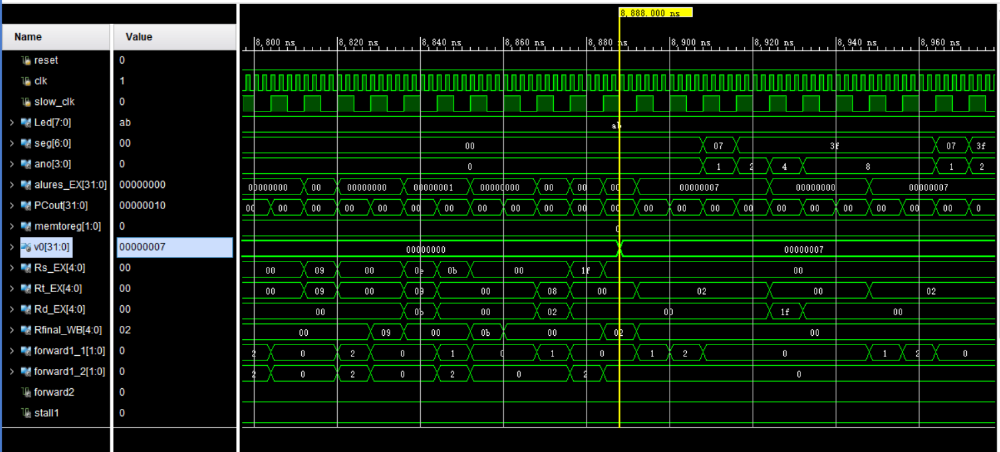 8,888.000 ns
Name Value
8,800 ns 8,820 ns 8,840 ns 8,860 ns 8,880 ns 8,900 ns 8,920 ns 8,940 ns 8,960 ns
reset 0
clk 1
slow_clk 0
Led[7:0] ab ab
seg[6:0] 00 00 07 3f 07 3f
ano[3:0] 0 0 1 2 4 8 1 2
alures_EX[31:0] 00000000 00000000 00 00000000 00000001 00000000 00 00 00 00000007 00000000 00000007
PCout[31:0] 00000010 00 00 00 00 00 00 00 00 00 00 00 00 00 00 00 00 00 00 00 00 00 00 0
memtoreg[1:0] 0 0
v0[31:0] 00000007 00000000 00000007
Rs_EX[4:0] 00 00 09 00 0e 0b 00 1f 00
Rt_EX[4:0] 00 00 09 00 09 00 08 00 02 00 02
Rd_EX[4:0] 00 00 0b 00 02 00 1f 00
Rfinal_WB[4:0] 02 00 09 00 0b 00 02 00
forward1_1[1:0] 0 2 0 2 0 1 0 1 0 1 2 0 1 2 0
forward1_2[1:0] 0 2 0 2 0 2 0 2 0
forward2 0
stall1 0